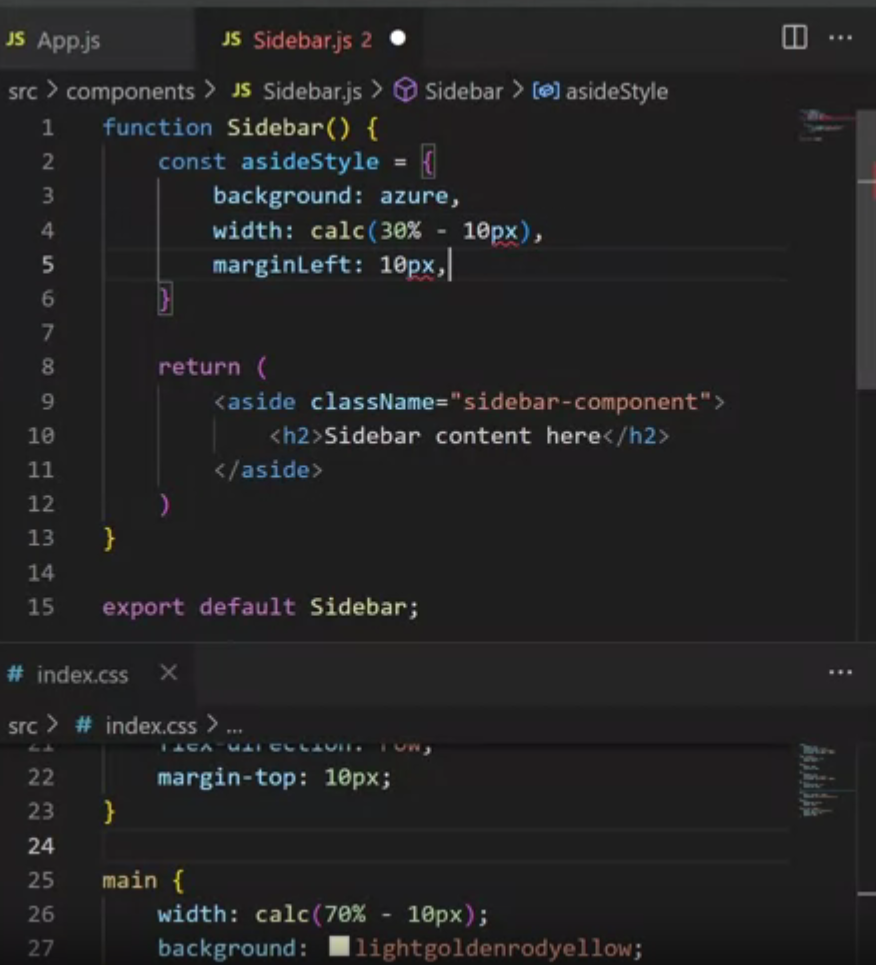 JS App.js
JS Sidebar.js 2
src > components > JS Sidebar.js > Sidebar > asideStyle
1 function Sidebar() {
2 const asideStyle = {
3 background: azure,
4 width: calc(30% - 10px),
5 marginLeft: 10px,
6 }
7
8 return (
9 <aside className="sidebar-component">
10 <h2>Sidebar content here</h2>
11 </aside>
12 )
13 }
14
15 export default Sidebar;
# index.css
src > # index.css > ...
21 flex-direction: row;
22 margin-top: 10px;
23 }
24
25 main {
26 width: calc(70% - 10px);
27 background: lightgoldenrodyellow;